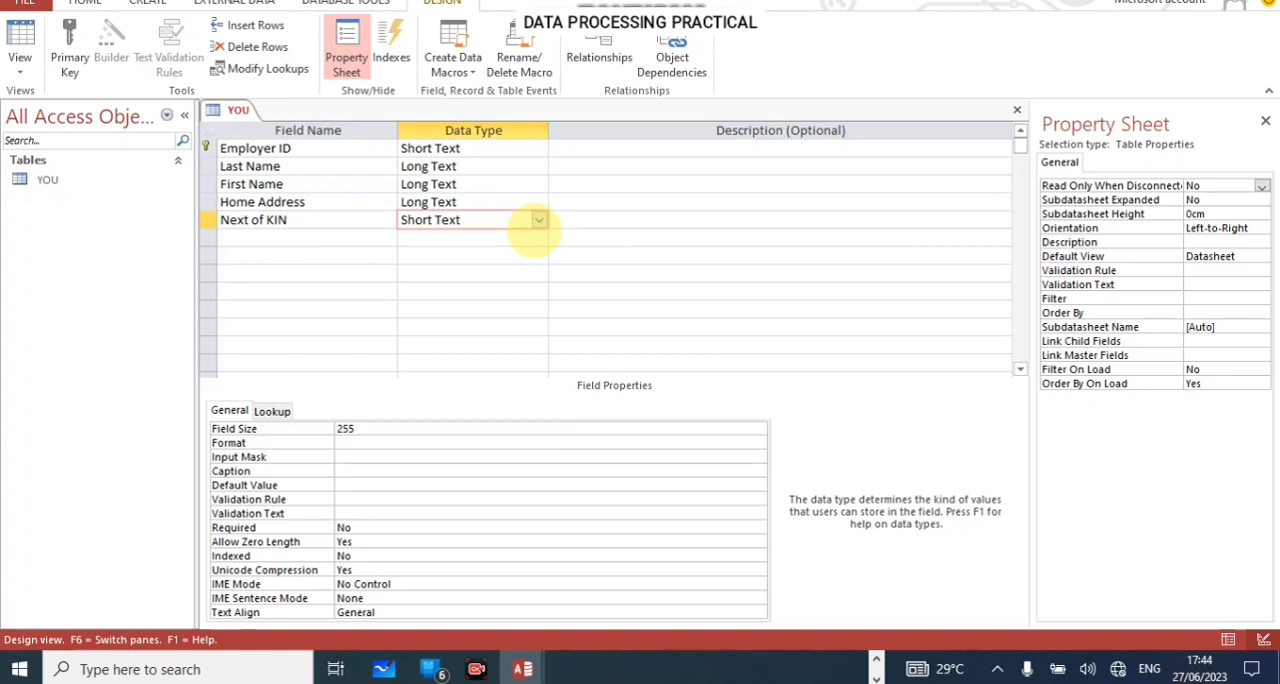 FILE HOME CREATE EXTERNAL DATA DATABASE TOOLS DESIGN Microsoft account
DATA PROCESSING PRACTICAL
View
Primary Key
Builder
Test Validation Rules
Insert Rows
Delete Rows
Modify Lookups
Property Sheet
Indexes
Create Data Macros
Rename/ Delete Macro
Relationships
Object Dependencies
Views Tools Show/Hide Field, Record & Table Events Relationships
All Access Obje...
Search...
Tables
YOU
YOU
Field Name Data Type Description (Optional)
Employer ID Short Text
Last Name Long Text
First Name Long Text
Home Address Long Text
Next of KIN Short Text
Field Properties
General Lookup
Field Size 255
Format
Input Mask
Caption
Default Value
Validation Rule
Validation Text
Required No
Allow Zero Length Yes
Indexed No
Unicode Compression Yes
IME Mode No Control
IME Sentence Mode None
Text Align General
The data type determines the kind of values
that users can store in the field. Press F1 for
help on data types.
Property Sheet
Selection type: Table Properties
General
Read Only When Disconnect No
Subdatasheet Expanded No
Subdatasheet Height 0cm
Orientation Left-to-Right
Description
Default View Datasheet
Validation Rule
Validation Text
Filter
Order By
Subdatasheet Name [Auto]
Link Child Fields
Link Master Fields
Filter On Load No
Order By On Load Yes
Design view. F6 = Switch panes. F1 = Help.
Type here to search
6
29°C
ENG
17:44
27/06/2023